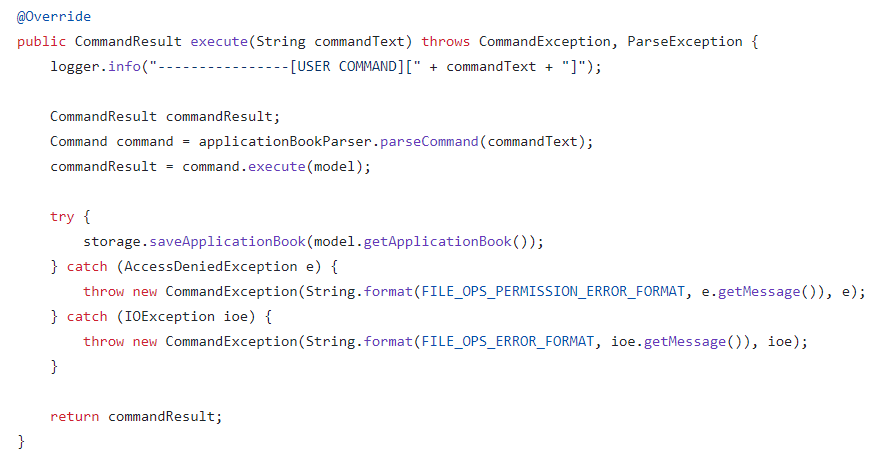 @Override
public CommandResult execute(String commandText) throws CommandException, ParseException {
    logger.info("----------------[USER COMMAND][" + commandText + "]");

    CommandResult commandResult;
    Command command = applicationBookParser.parseCommand(commandText);
    commandResult = command.execute(model);

    try {
        storage.saveApplicationBook(model.getApplicationBook());
    } catch (AccessDeniedException e) {
        throw new CommandException(String.format(FILE_OPS_PERMISSION_ERROR_FORMAT, e.getMessage()), e);
    } catch (IOException ioe) {
        throw new CommandException(String.format(FILE_OPS_ERROR_FORMAT, ioe.getMessage()), ioe);
    }

    return commandResult;
}